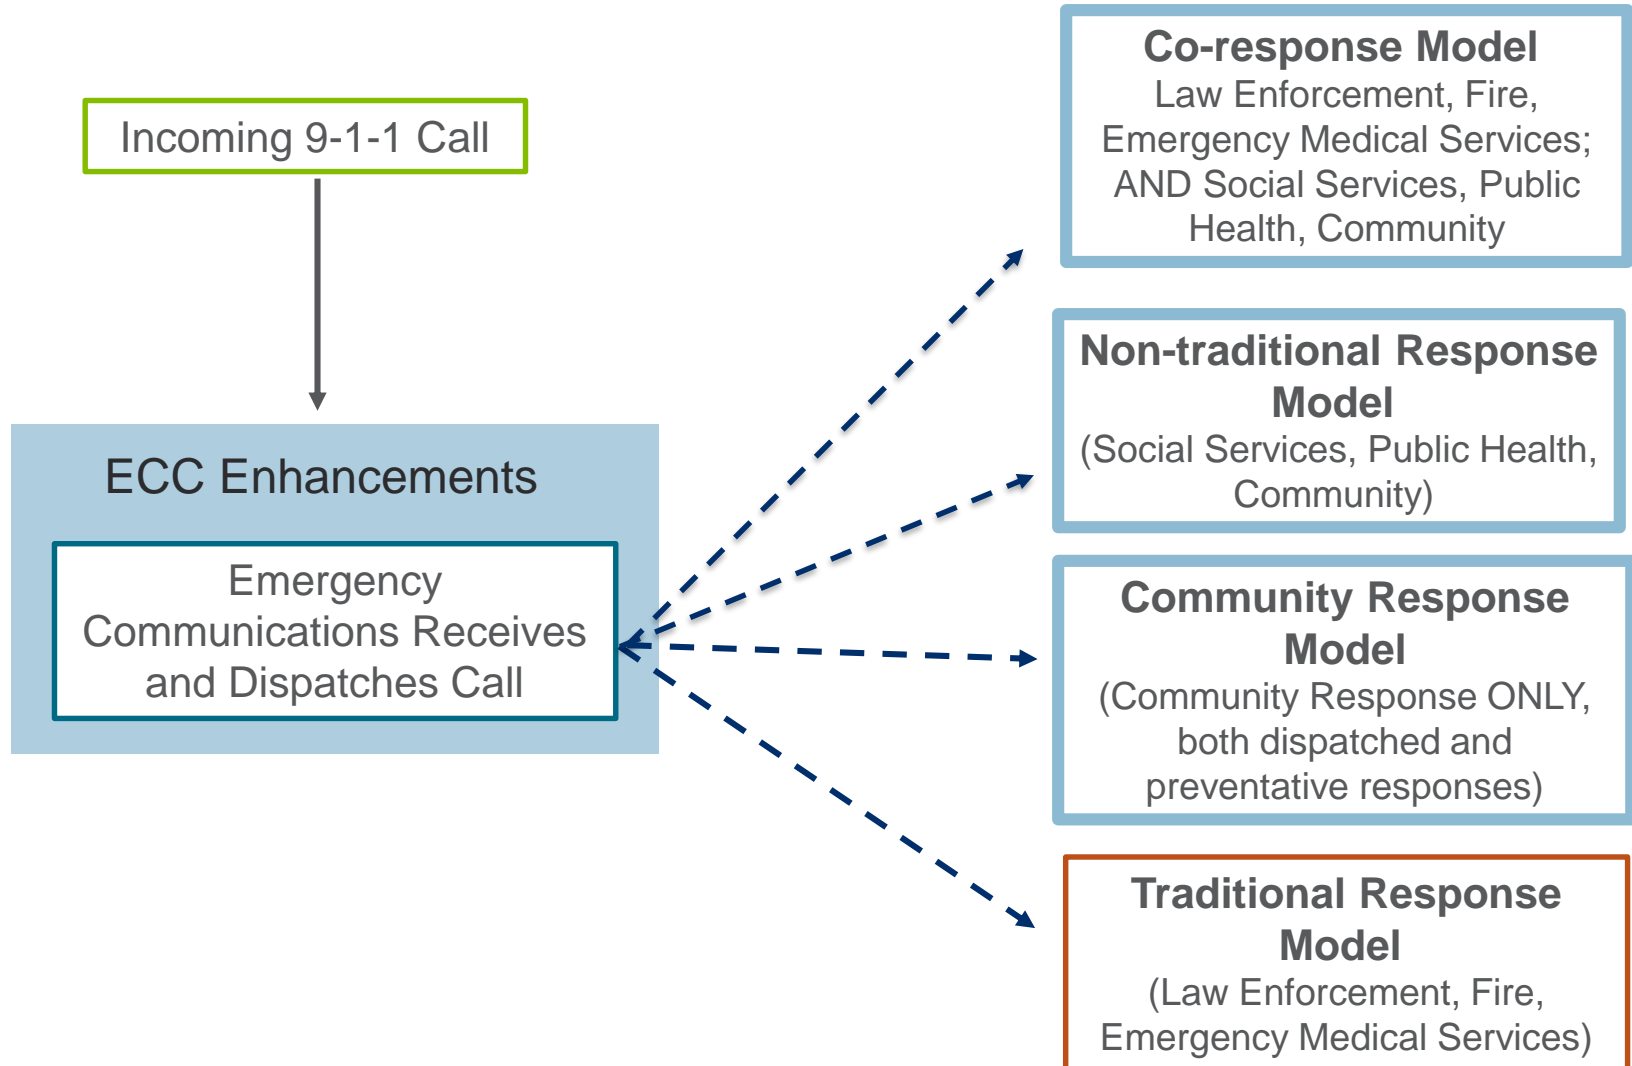 Incoming 9-1-1 Call
ECC Enhancements
Emergency
Communications Receives
and Dispatches Call
Co-response Model
Law Enforcement, Fire,
Emergency Medical Services;
AND Social Services, Public
Health, Community
Non-traditional Response
Model
(Social Services, Public Health,
Community)
Community Response
Model
(Community Response ONLY,
both dispatched and
preventative responses)
Traditional Response
Model
(Law Enforcement, Fire,
Emergency Medical Services)